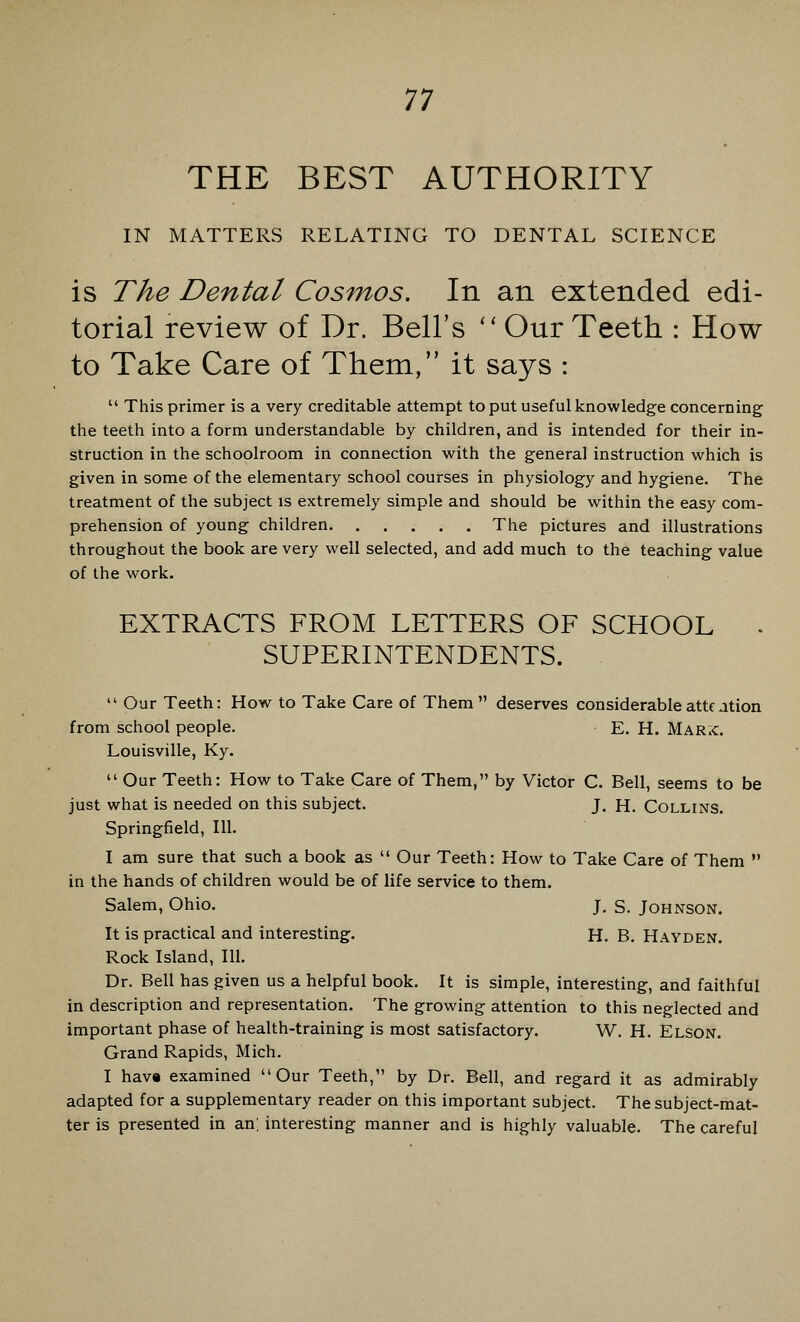 77
THE BEST AUTHORITY
IN MATTERS RELATING TO DENTAL SCIENCE
is The Dental Cosmos. In an extended edi-
torial review of Dr. Bell's "Our Teeth : How
to Take Care of Them," it says :
" This primer is a very creditable attempt to put useful knowledge concerning
the teeth into a form understandable by children, and is intended for their in-
struction in the schoolroom in connection with the general instruction which is
given in some of the elementary school courses in physiology and hygiene. The
treatment of the subject is extremely simple and should be within the easy com-
prehension of young children. . . . . . The pictures and illustrations
throughout the book are very well selected, and add much to the teaching value
of the work.
EXTRACTS FROM LETTERS OF SCHOOL .
SUPERINTENDENTS.
" Our Teeth: How to Take Care of Them " deserves considerable attention
from school people. E. H. MARK.
Louisville, Ky.
" Our Teeth: How to Take Care of Them," by Victor C. Bell, seems to be
just what is needed on this subject. J. H. COLLINS.
Springfield, Ill.
I am sure that such a book as " Our Teeth: How to Take Care of Them "
in the hands of children would be of life service to them.
Salem, Ohio. J. S. JOHNSON.
It is practical and interesting. H. B. HAYDEN.
Rock Island, Ill.
Dr. Bell has given us a helpful book. It is simple, interesting, and faithful
in description and representation. The growing attention to this neglected and
important phase of health-training is most satisfactory. W. H. ELSON.
Grand Rapids, Mich.
I have examined "Our Teeth," by Dr. Bell, and regard it as admirably
adapted for a supplementary reader on this important subject. The subject-mat-
ter is presented in an; interesting manner and is highly valuable. The careful